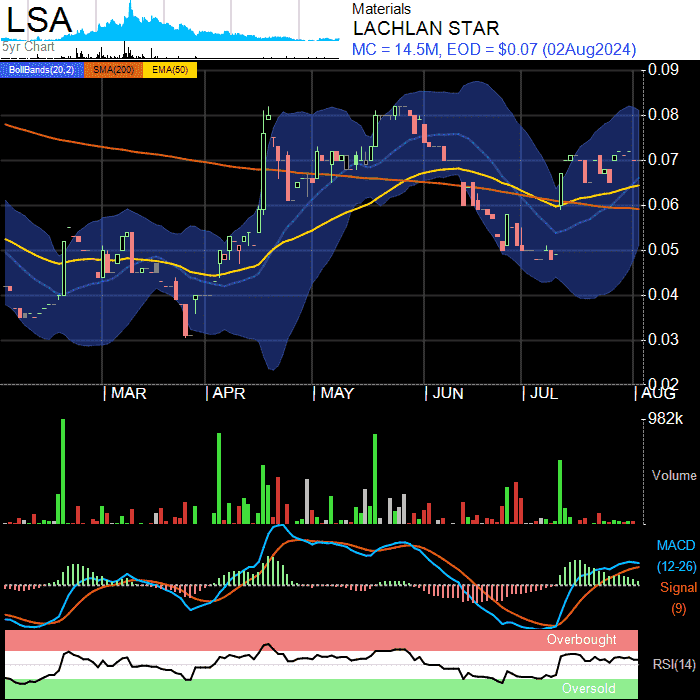 LSA
5yr Chart
Materials
LACHLAN STAR
MC = 14.5M, EOD = $0.07 (02Aug2024)
BollBands(20,2) SMA(200) EMA(50)
0.09
0.08
0.07
0.06
0.05
0.04
0.03
0.02
MAR APR MAY JUN JUL AUG
982k
Volume
MACD
(12-26)
Signal
(9)
Overbought
RSI(14)
Oversold